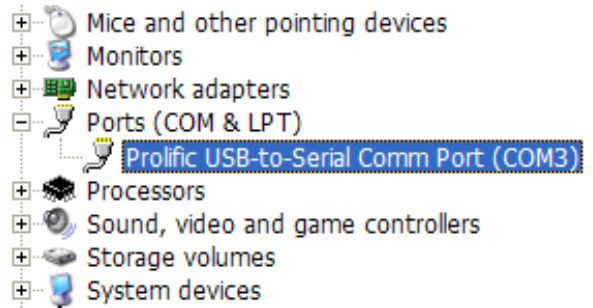 Mice and other pointing devices
Monitors
Network adapters
Ports (COM & LPT)
Prolific USB-to-Serial Comm Port (COM3)
Processors
Sound, video and game controllers
Storage volumes
System devices